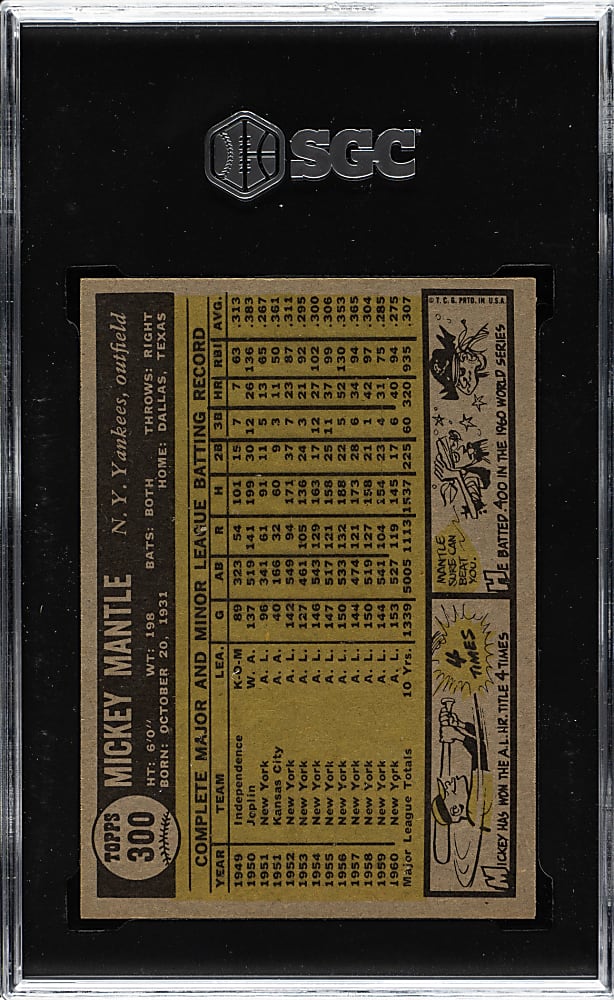 SGC
TOPPS
300
MICKEY MANTLE N.Y. Yankees, outfield
HT: 6'0" WT: 198 BATS: BOTH THROWS: RIGHT
BORN: OCTOBER 20, 1931 HOME: DALLAS, TEXAS
COMPLETE MAJOR AND MINOR LEAGUE BATTING RECORD
YEAR TEAM LEA. G AB R H 2B 3B HR RBI AVG.
1949 Independence K-O-M 89 323 54 101 15 7 7 63 .313
1950 Joplin W. A. 137 519 141 199 30 12 26 136 .383
1951 New York A. L. 96 341 61 91 11 5 13 65 .267
1951 Kansas City A. A. 40 166 32 60 9 3 11 50 .361
1952 New York A. L. 142 549 94 171 37 7 23 87 .311
1953 New York A. L. 127 461 105 136 24 3 21 92 .295
1954 New York A. L. 146 543 129 163 17 12 27 102 .300
1955 New York A. L. 147 517 121 158 25 11 37 99 .306
1956 New York A. L. 150 533 132 188 22 5 52 130 .353
1957 New York A. L. 144 474 121 173 28 6 34 94 .365
1958 New York A. L. 150 519 127 158 21 1 42 97 .304
1959 New York A. L. 144 541 104 154 23 4 31 75 .285
1960 New York A. L. 153 527 119 145 17 6 40 94 .275
Major League Totals 10 Yrs. 1339 5005 1113 1537 225 60 320 935 .307
4 TIMES
MICKEY HAS WON THE A.L. HR. TITLE 4 TIMES
MANTLE
SURE CAN
BEAT
YOU.
HE BATTED .400 IN THE 1960 WORLD SERIES
© T. C. G. PRTD. IN U.S.A.